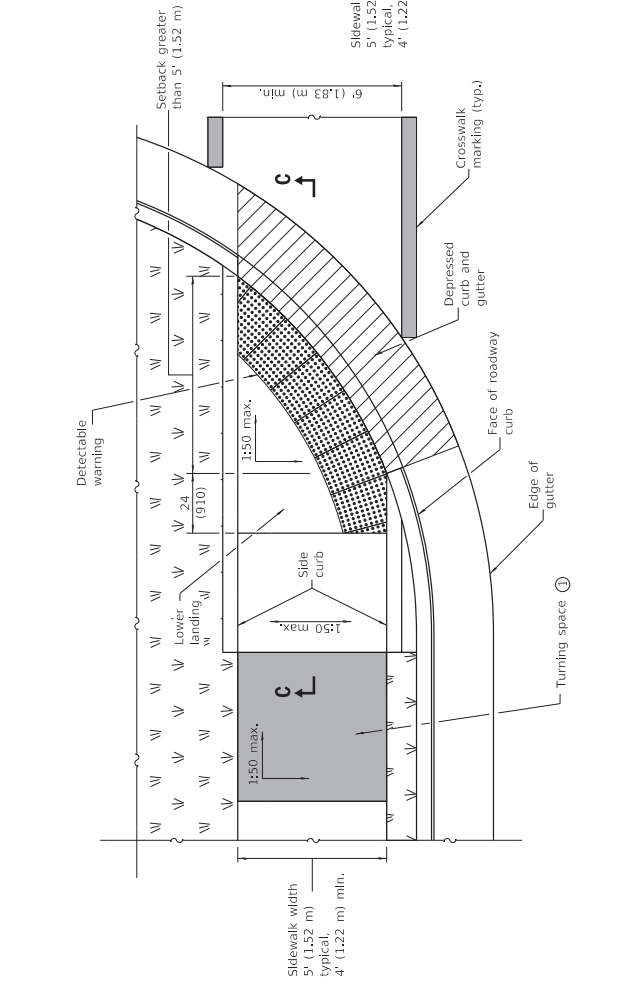 Setback greater
than 5' (1.52 m)
SIdewal
5' (1.52
typical,
4' (1.22
6' (1.83 m) min.
C
Crosswalk
marking (typ.)
Depressed
curb and
gutter
Face of roadway
curb
Edge of
gutter
Detectable
warning
1:50 max.
24
(910)
Lower
landing
Side
curb
1:50 max.
C
1:50 max.
Turning space 1
SIdewalk wIdth
5' (1.52 m)
typical,
4' (1.22 m) mIn.